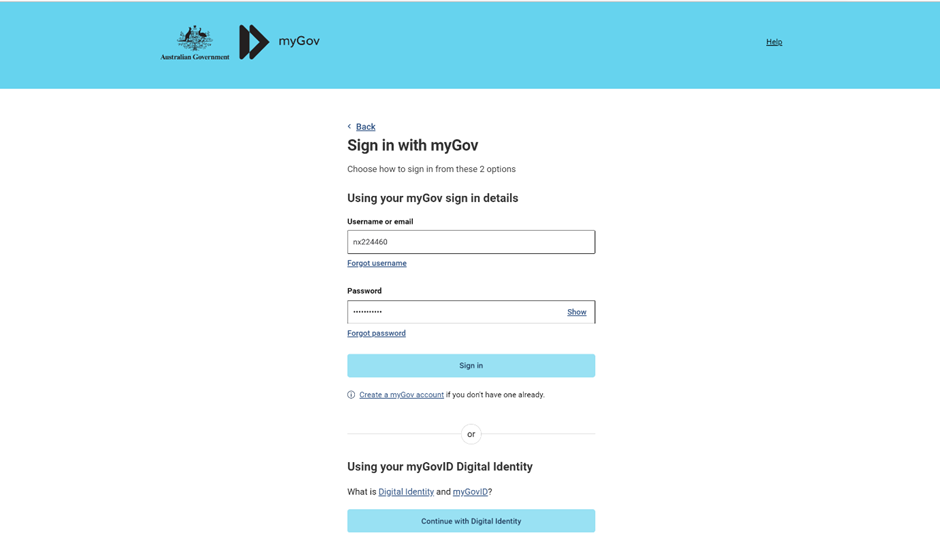 Australian Government
myGov
Help
Back
Sign in with myGov
Choose how to sign in from these 2 options
Using your myGov sign in details
Username or email
nx224460
Forgot username
Password
••••••••••• Show
Forgot password
Sign in
Create a myGov account if you don't have one already.
or
Using your myGovID Digital Identity
What is Digital Identity and myGovID?
Continue with Digital Identity